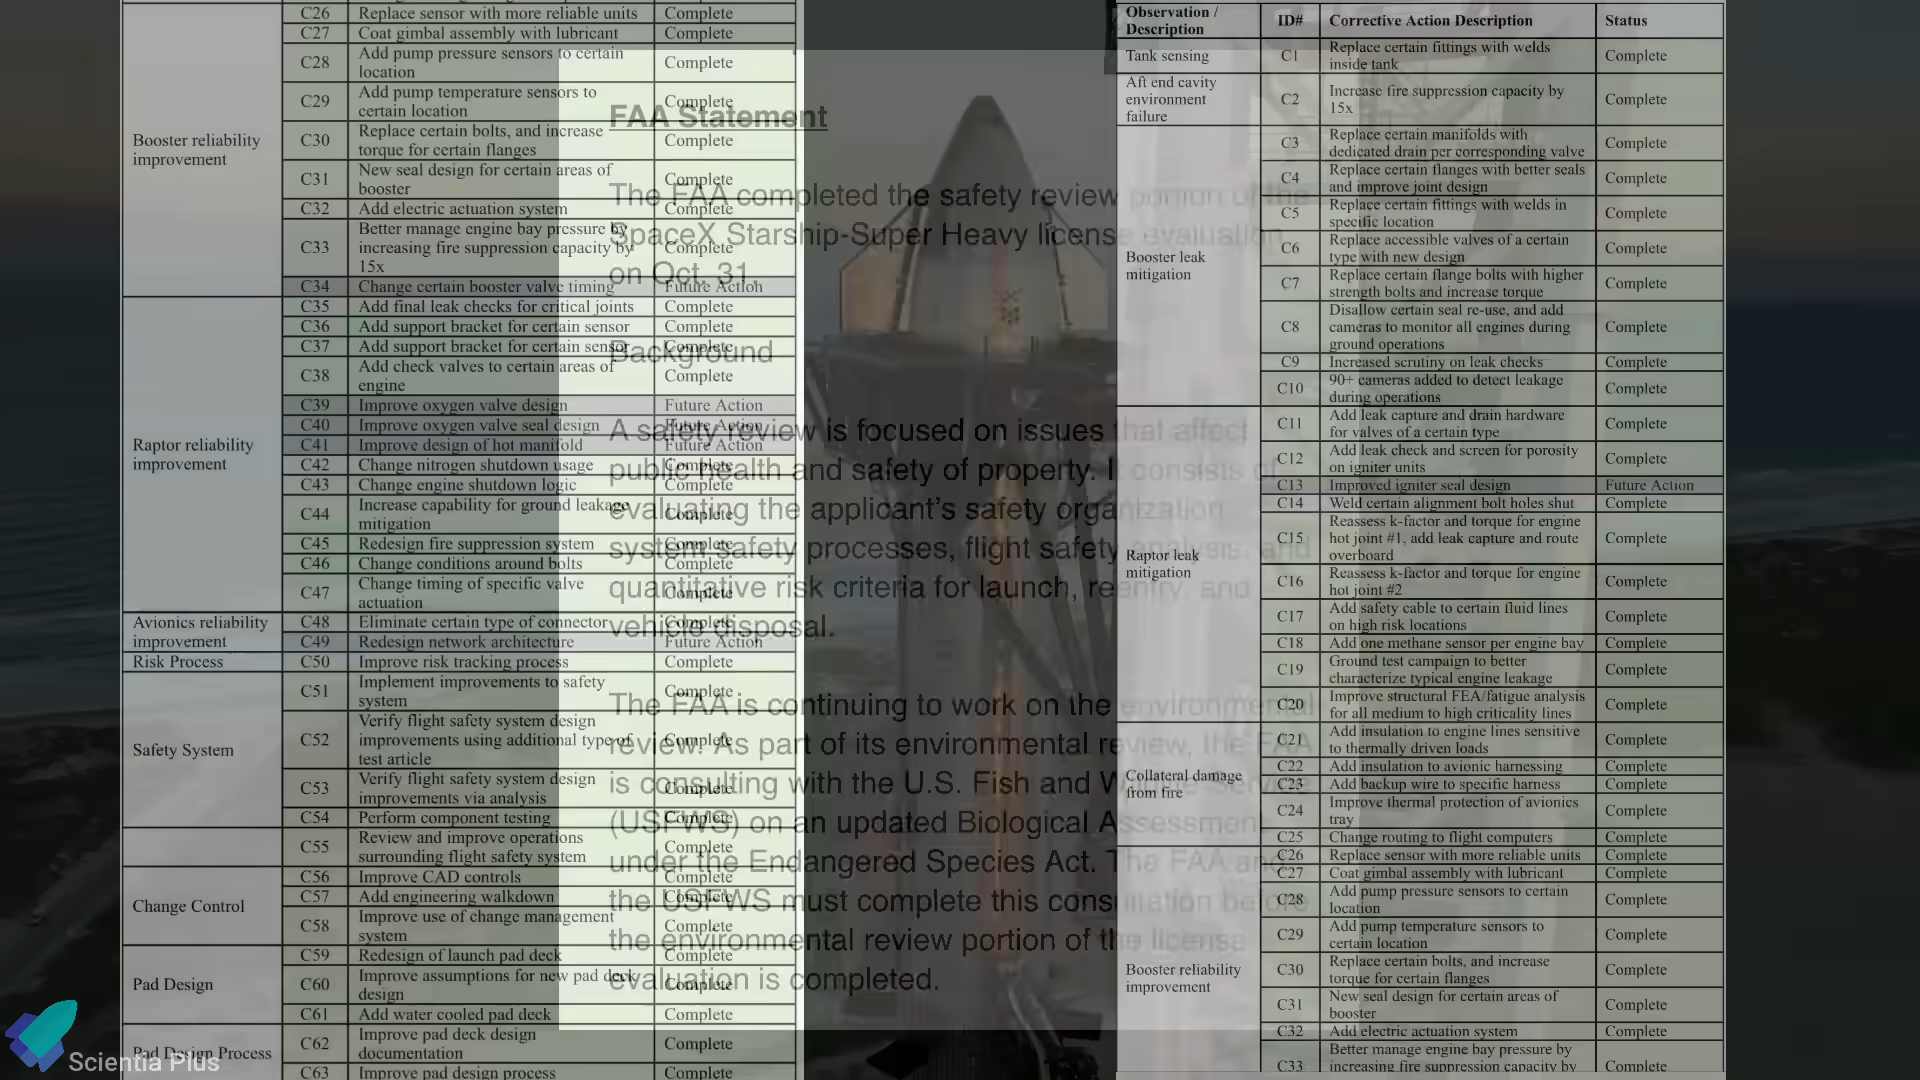 C26 Replace sensor with more reliable units Complete
C27 Coat gimbal assembly with lubricant Complete
C28 Add pump pressure sensors to certain
location Complete
C29 Add pump temperature sensors to
certain location Complete
Booster reliability
improvement
C30 Replace certain bolts, and increase
torque for certain flanges Complete
C31 New seal design for certain areas of
booster Complete
C32 Add electric actuation system Complete
C33 Better manage engine bay pressure by
increasing fire suppression capacity by
15x Complete
C34 Change certain booster valve timing Future Action
Raptor reliability
improvement
C35 Add final leak checks for critical joints Complete
C36 Add support bracket for certain sensor Complete
C37 Add support bracket for certain sensor Complete
C38 Add check valves to certain areas of
engine Complete
C39 Improve oxygen valve design Future Action
C40 Improve oxygen valve seal design Future Action
C41 Improve design of hot manifold Future Action
C42 Change nitrogen shutdown usage Complete
C43 Change engine shutdown logic Complete
C44 Increase capability for ground leakage
mitigation Complete
C45 Redesign fire suppression system Complete
C46 Change conditions around bolts Complete
C47 Change timing of specific valve
actuation Complete
Avionics reliability
improvement
C48 Eliminate certain type of connector Complete
C49 Redesign network architecture Future Action
Risk Process C50 Improve risk tracking process Complete
Safety System
C51 Implement improvements to safety
system Complete
C52 Verify flight safety system design
improvements using additional type of
test article Complete
C53 Verify flight safety system design
improvements via analysis Complete
C54 Perform component testing Complete
C55 Review and improve operations
surrounding flight safety system Complete
Change Control
C56 Improve CAD controls Complete
C57 Add engineering walkdown Complete
C58 Improve use of change management
system Complete
Pad Design
C59 Redesign of launch pad deck Complete
C60 Improve assumptions for new pad deck
design Complete
C61 Add water cooled pad deck Complete
Pad Design Process
C62 Improve pad deck design
documentation Complete
C63 Improve pad design process Complete
FAA Statement
The FAA completed the safety review portion of the
SpaceX Starship-Super Heavy license evaluation
on Oct. 31.
Background
A safety review is focused on issues that affect
public health and safety of property. It consists of
evaluating the applicant's safety organization
system safety processes, flight safety analysis, and
quantitative risk criteria for launch, reentry, and
vehicle disposal.
The FAA is continuing to work on the environmental
review. As part of its environmental review, the FAA
is consulting with the U.S. Fish and Wildlife Service
(USFWS) on an updated Biological Assessment
under the Endangered Species Act. The FAA and
the USFWS must complete this consultation before
the environmental review portion of the license
evaluation is completed.
Observation /
Description ID# Corrective Action Description Status
Tank sensing C1 Replace certain fittings with welds
inside tank Complete
Aft end cavity
environment
failure C2 Increase fire suppression capacity by
15x Complete
Booster leak
mitigation
C3 Replace certain manifolds with
dedicated drain per corresponding valve Complete
C4 Replace certain flanges with better seals
and improve joint design Complete
C5 Replace certain fittings with welds in
specific location Complete
C6 Replace accessible valves of a certain
type with new design Complete
C7 Replace certain flange bolts with higher
strength bolts and increase torque Complete
C8 Disallow certain seal re-use, and add
cameras to monitor all engines during
ground operations Complete
C9 Increased scrutiny on leak checks Complete
C10 90+ cameras added to detect leakage
during operations Complete
Raptor leak
mitigation
C11 Add leak capture and drain hardware
for valves of a certain type Complete
C12 Add leak check and screen for porosity
on igniter units Complete
C13 Improved igniter seal design Future Action
C14 Weld certain alignment bolt holes shut Complete
C15 Reassess k-factor and torque for engine
hot joint #1, add leak capture and route
overboard Complete
C16 Reassess k-factor and torque for engine
hot joint #2 Complete
C17 Add safety cable to certain fluid lines
on high risk locations Complete
C18 Add one methane sensor per engine bay Complete
C19 Ground test campaign to better
characterize typical engine leakage Complete
C20 Improve structural FEA/fatigue analysis
for all medium to high criticality lines Complete
Collateral damage
from fire
C21 Add insulation to engine lines sensitive
to thermally driven loads Complete
C22 Add insulation to avionic harnessing Complete
C23 Add backup wire to specific harness Complete
C24 Improve thermal protection of avionics
tray Complete
C25 Change routing to flight computers Complete
Booster reliability
improvement
C26 Replace sensor with more reliable units Complete
C27 Coat gimbal assembly with lubricant Complete
C28 Add pump pressure sensors to certain
location Complete
C29 Add pump temperature sensors to
certain location Complete
C30 Replace certain bolts, and increase
torque for certain flanges Complete
C31 New seal design for certain areas of
booster Complete
C32 Add electric actuation system Complete
C33 Better manage engine bay pressure by
increasing fire suppression capacity by Complete
Scientia Plus